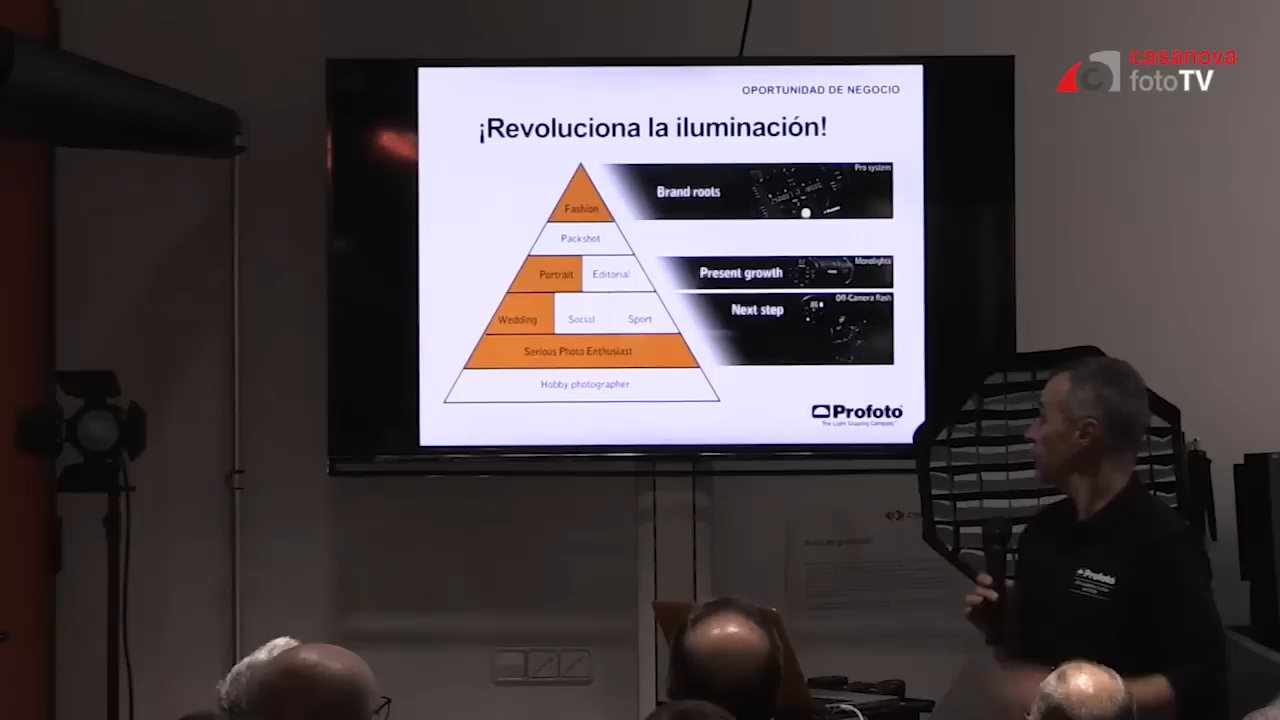 casanova
fotoTV
OPORTUNIDAD DE NEGOCIO
¡Revoluciona la iluminación!
Pro system
Brand roots
Fashion
Packshot
Monolights
Portrait
Editorial
Present growth
Off-Camera flash
Next step
Wedding
Social
Sport
Serious Photo Enthusiast
Hobby photographer
Profoto
The Light Shaping Company
Profoto